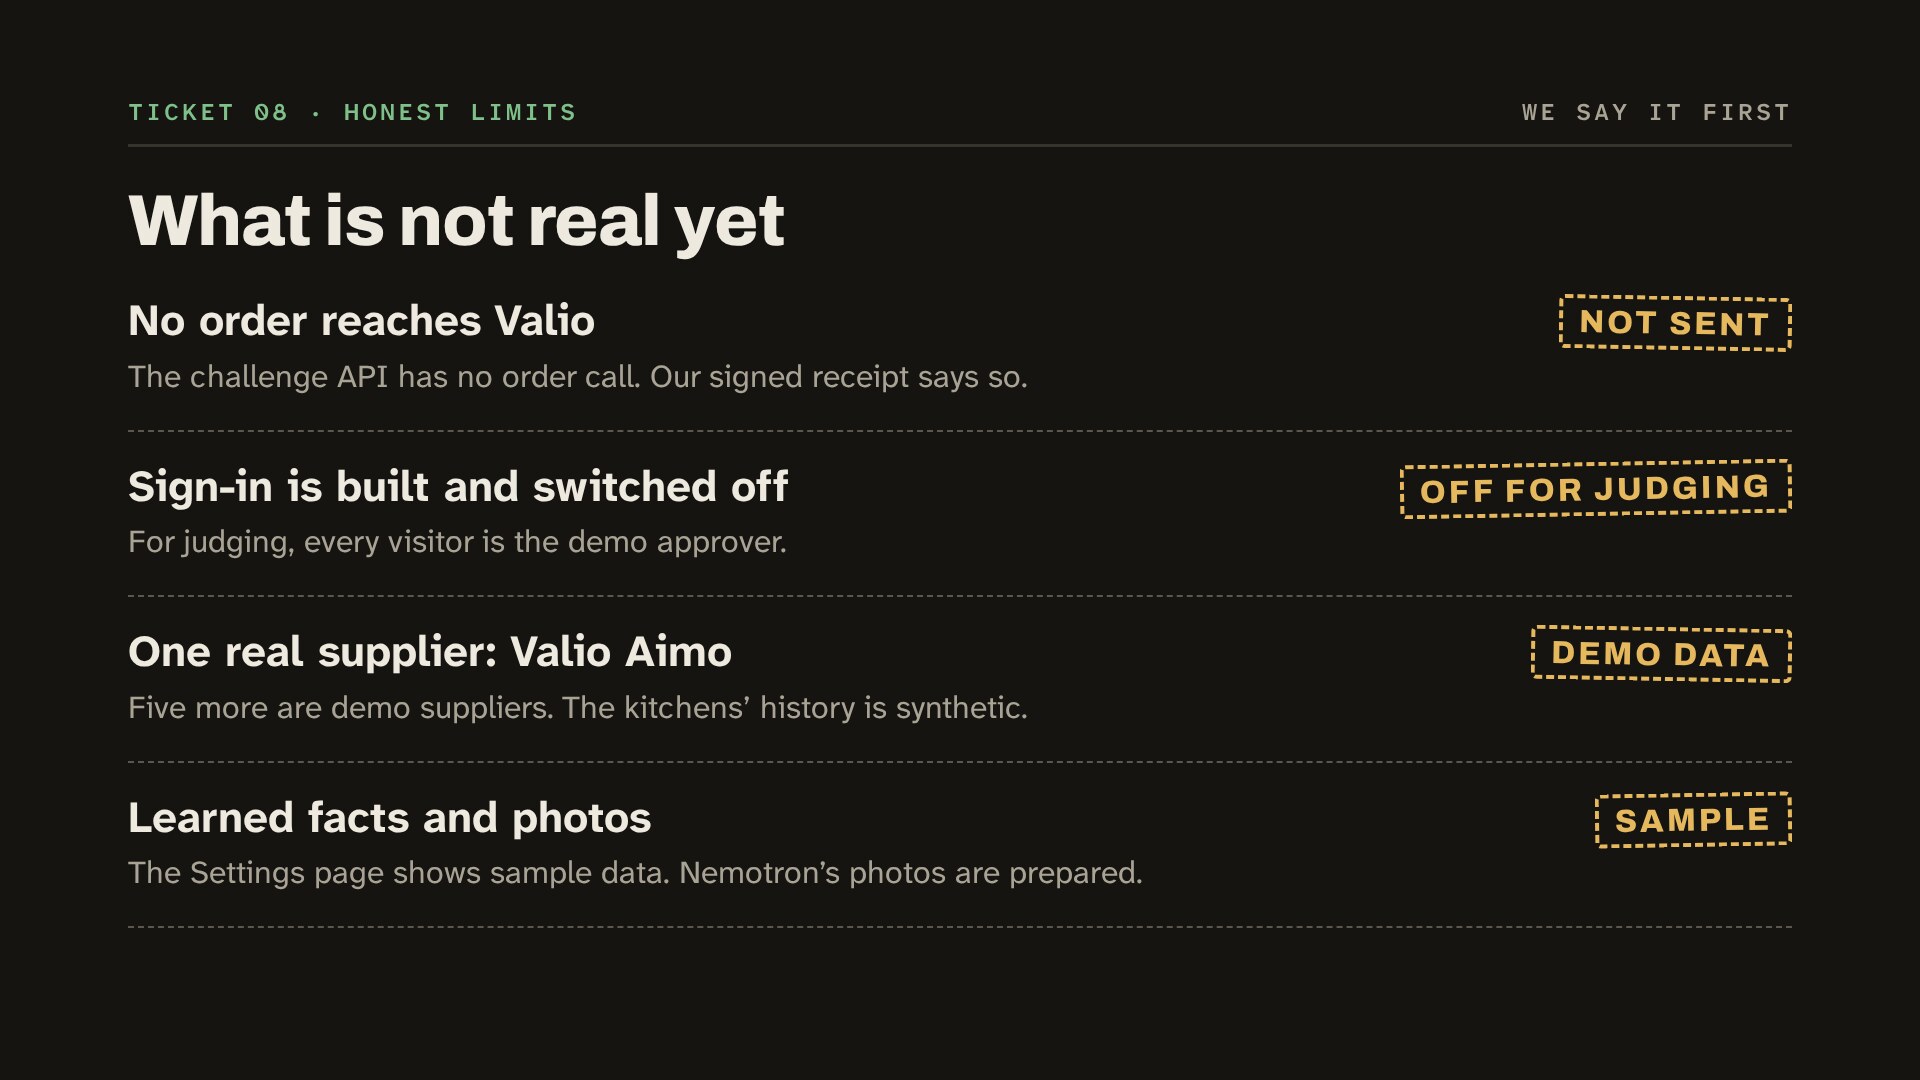 TICKET 08 · HONEST LIMITS
WE SAY IT FIRST
What is not real yet
No order reaches Valio
NOT SENT
The challenge API has no order call. Our signed receipt says so.
Sign-in is built and switched off
OFF FOR JUDGING
For judging, every visitor is the demo approver.
One real supplier: Valio Aimo
DEMO DATA
Five more are demo suppliers. The kitchens’ history is synthetic.
Learned facts and photos
SAMPLE
The Settings page shows sample data. Nemotron’s photos are prepared.